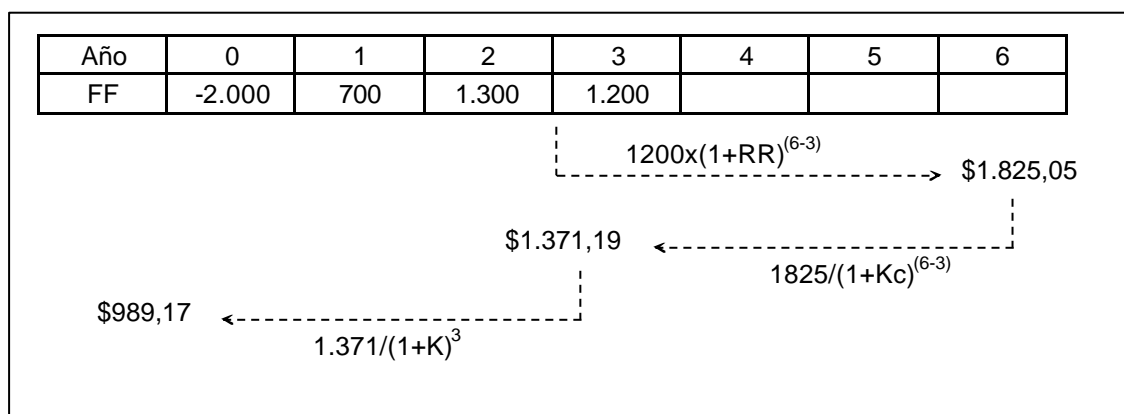 Año 0 1 2 3 4 5 6
FF -2.000 700 1.300 1.200
1200x(1+RR)^(6-3)
$1.825,05
$1.371,19
1825/(1+Kc)^(6-3)
$989,17
1.371/(1+K)^3